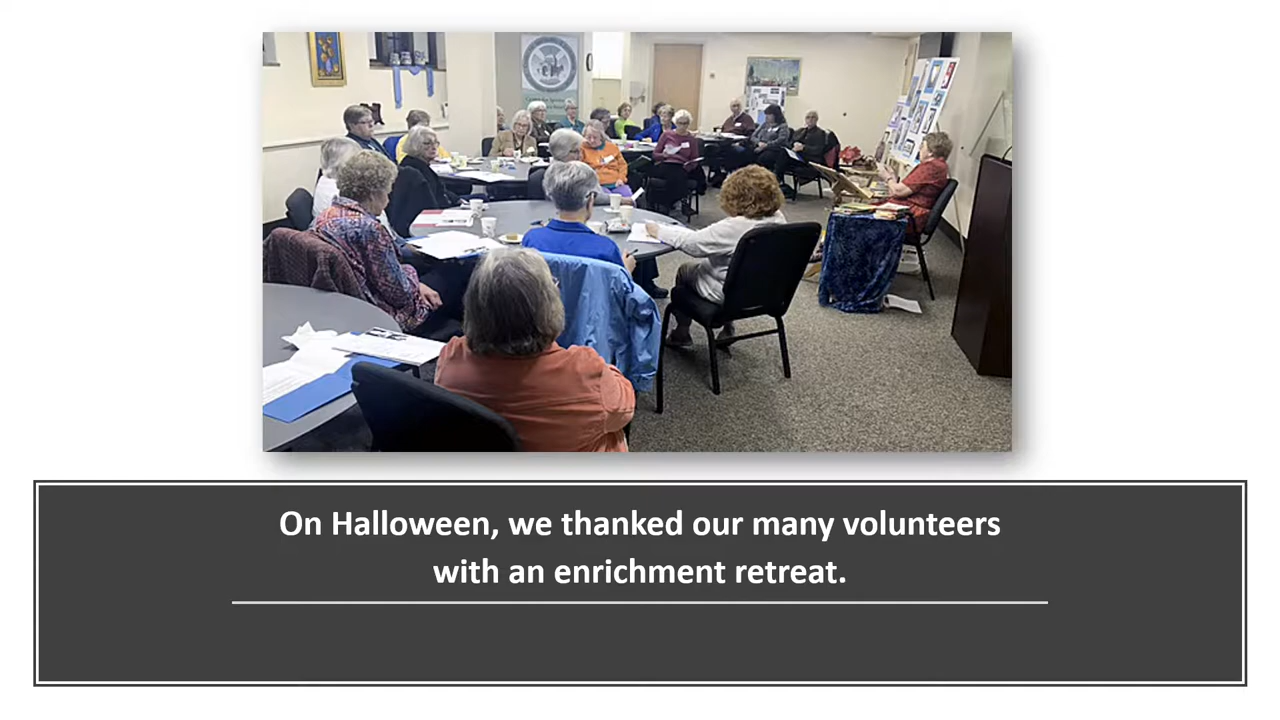 On Halloween, we thanked our many volunteers
with an enrichment retreat.